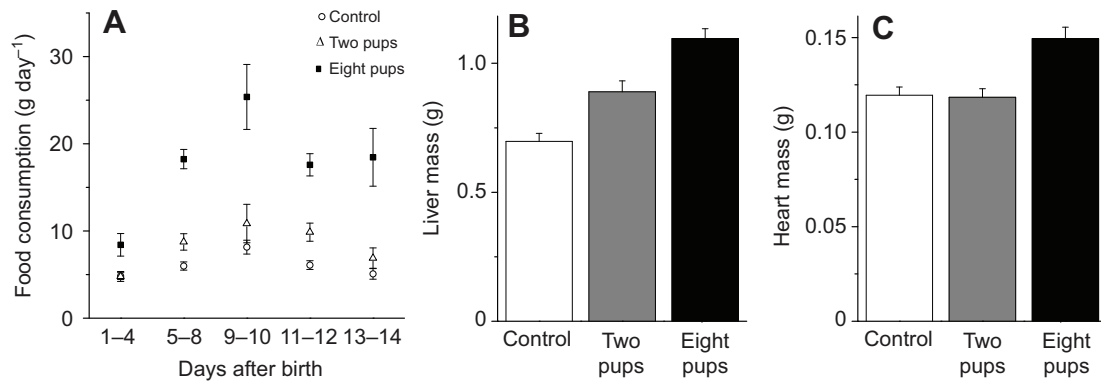 A
Control
Two pups
Eight pups
Food consumption (g day⁻¹)
30
20
10
0
1–4
5–8
9–10
11–12
13–14
Days after birth
B
Liver mass (g)
1.0
0.5
0
Control
Two
pups
Eight
pups
C
Heart mass (g)
0.15
0.10
0.05
0
Control
Two
pups
Eight
pups